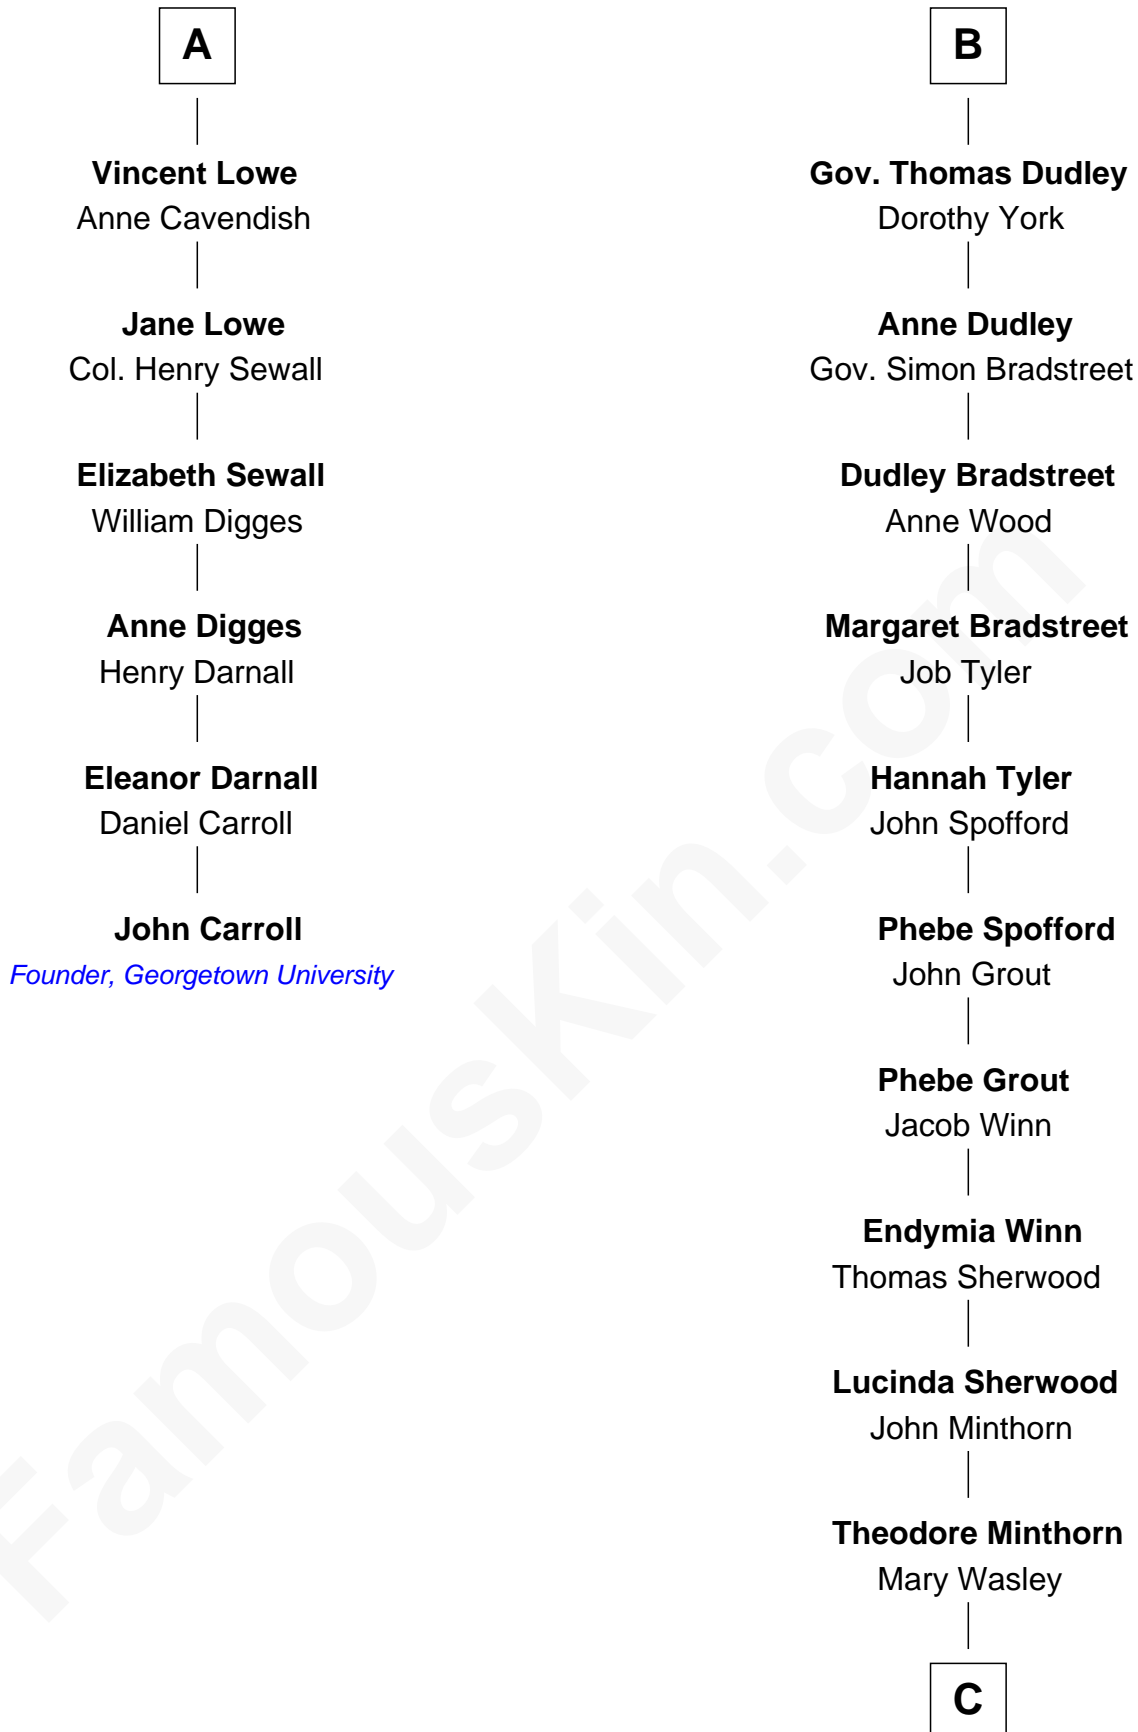 A
Vincent Lowe
Anne Cavendish
Jane Lowe
Col. Henry Sewall
Elizabeth Sewall
William Digges
Anne Digges
Henry Darnall
Eleanor Darnall
Daniel Carroll
John Carroll
Founder, Georgetown University
B
Gov. Thomas Dudley
Dorothy York
Anne Dudley
Gov. Simon Bradstreet
Dudley Bradstreet
Anne Wood
Margaret Bradstreet
Job Tyler
Hannah Tyler
John Spofford
Phebe Spofford
John Grout
Phebe Grout
Jacob Winn
Endymia Winn
Thomas Sherwood
Lucinda Sherwood
John Minthorn
Theodore Minthorn
Mary Wasley
C
FamousKin.com